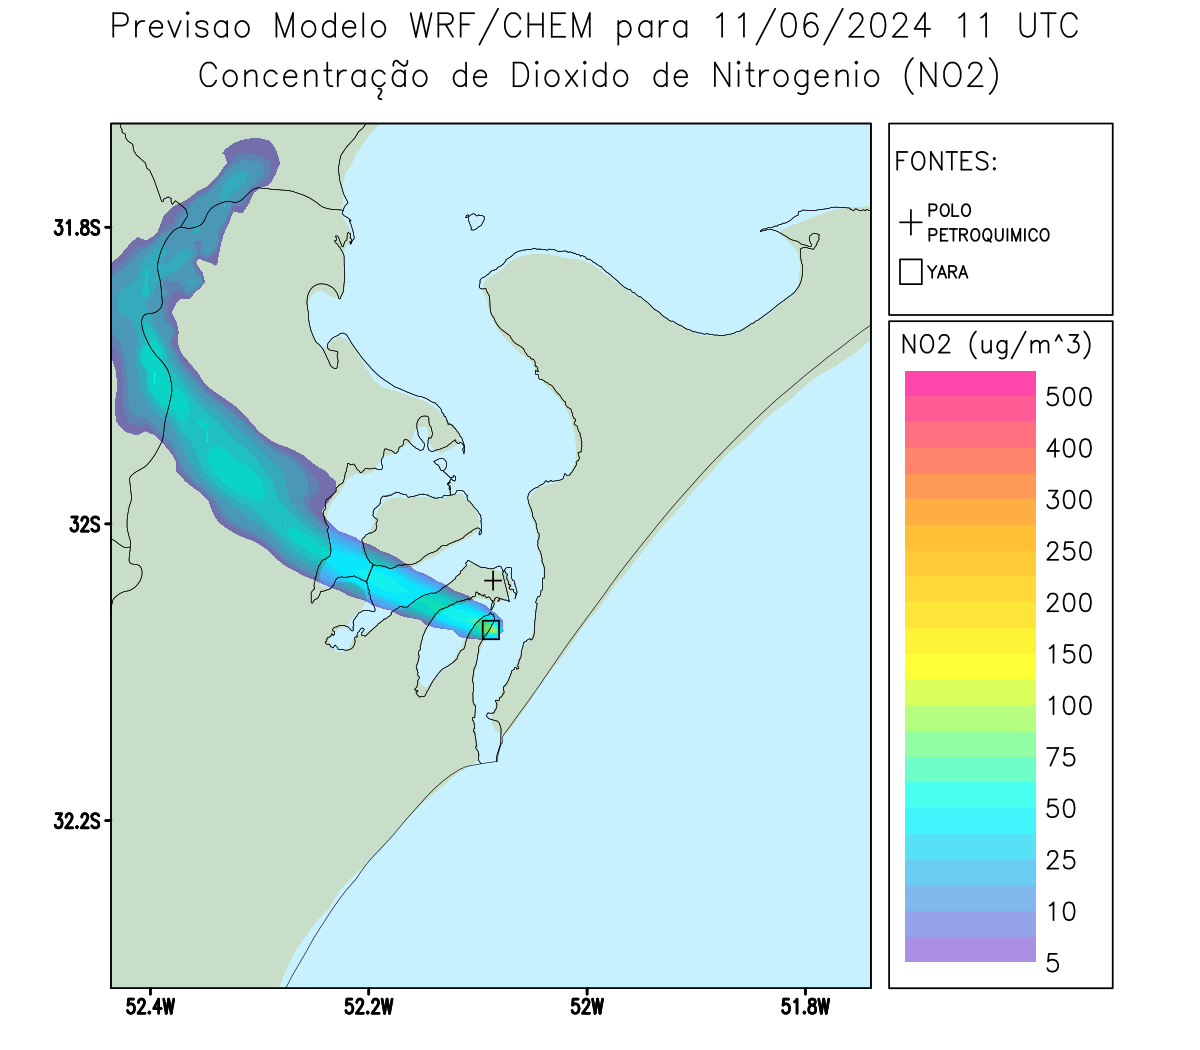 Previsao Modelo WRF/CHEM para 11/06/2024 11 UTC
Concentração de Dioxido de Nitrogenio (NO2)
FONTES:
POLO
PETROQUIMICO
YARA
NO2 (ug/m^3)
500
400
300
250
200
150
100
75
50
25
10
5
31.8S
32S
32.2S
52.4W
52.2W
52W
51.8W